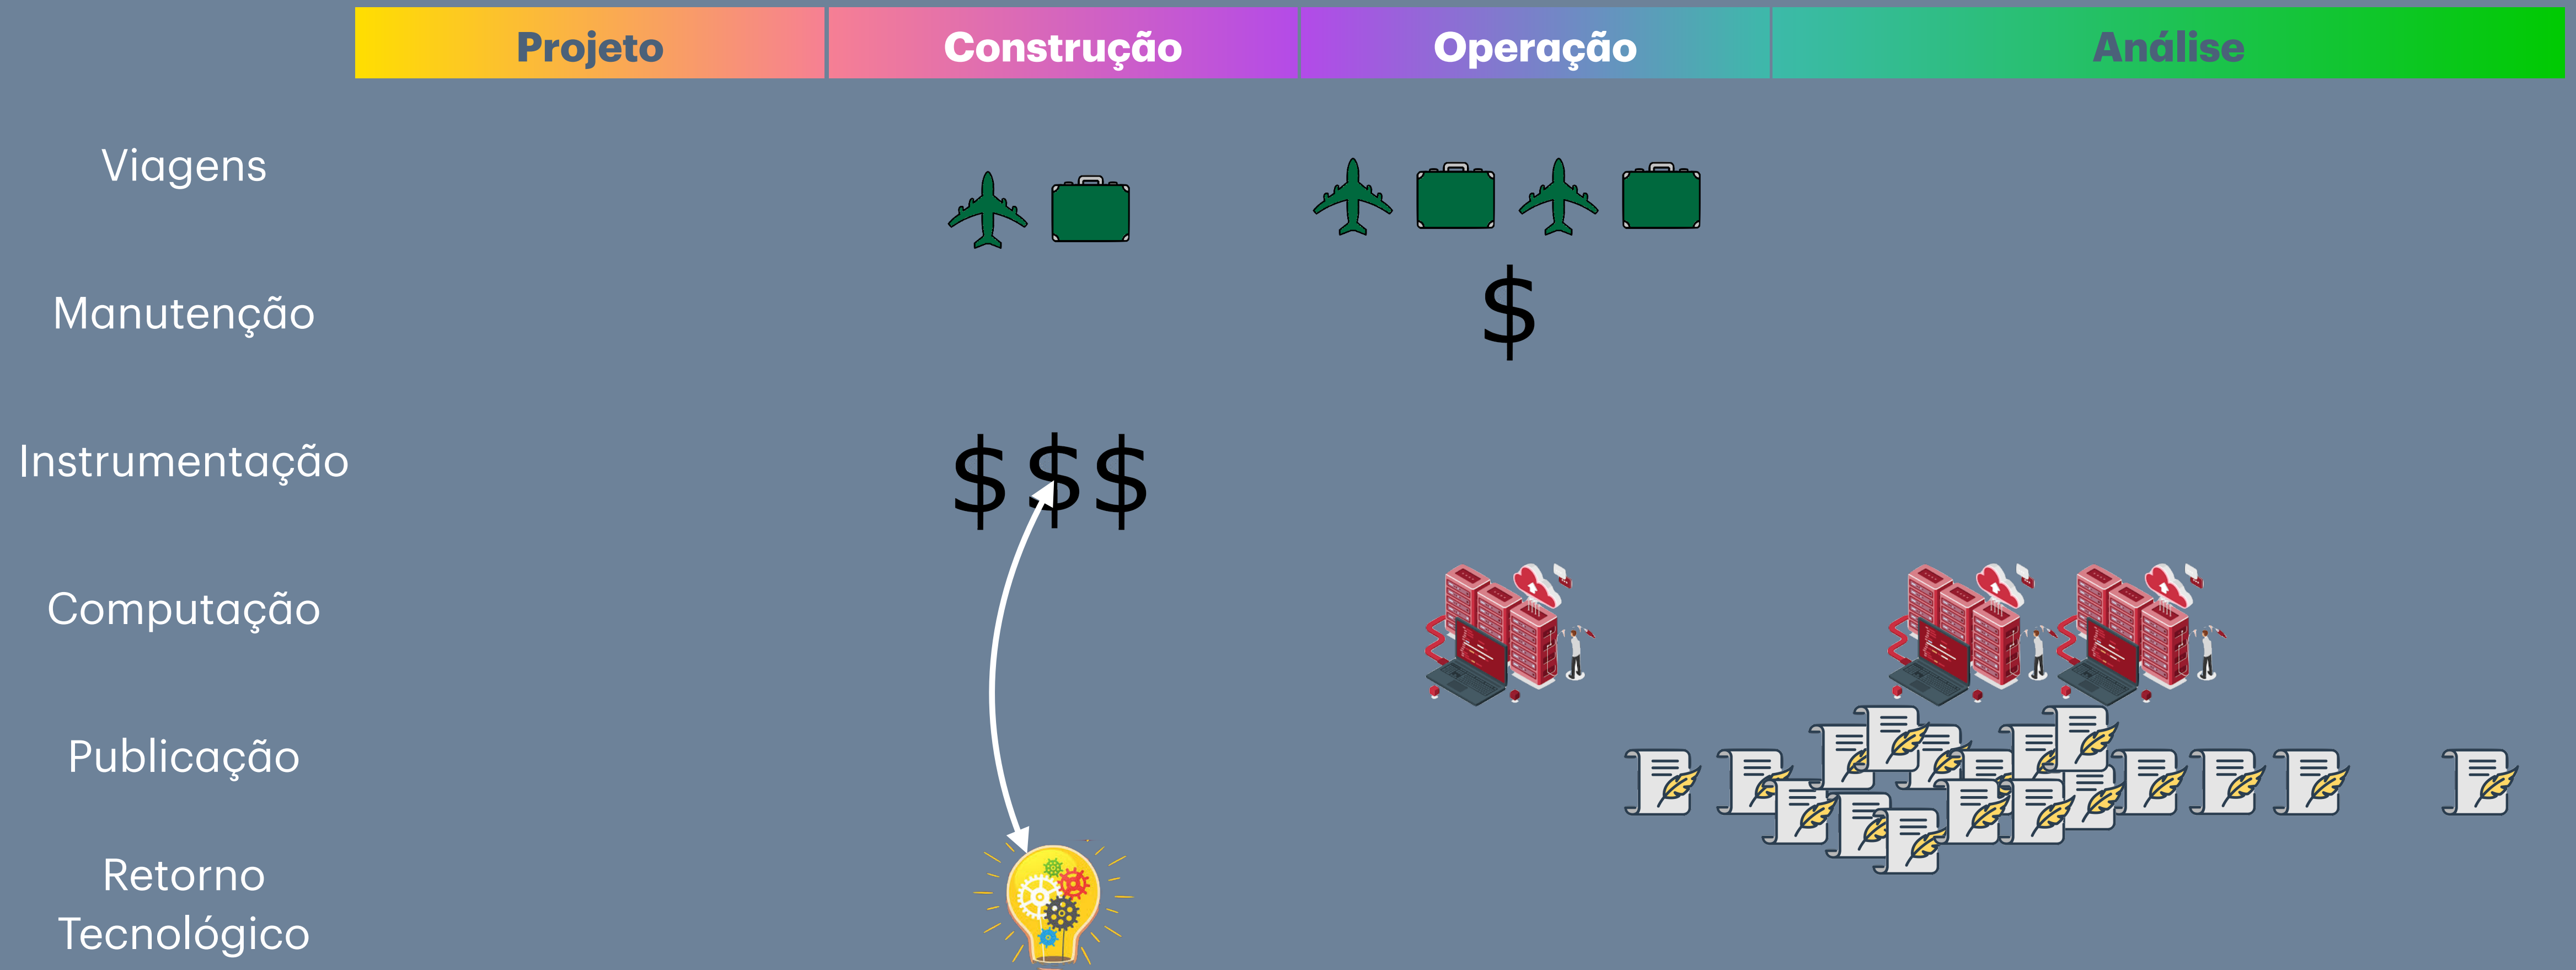 Projeto Construção Operação Análise
Viagens
Manutenção
$
Instrumentação
$ $ $
Computação
Publicação
Retorno
Tecnológico